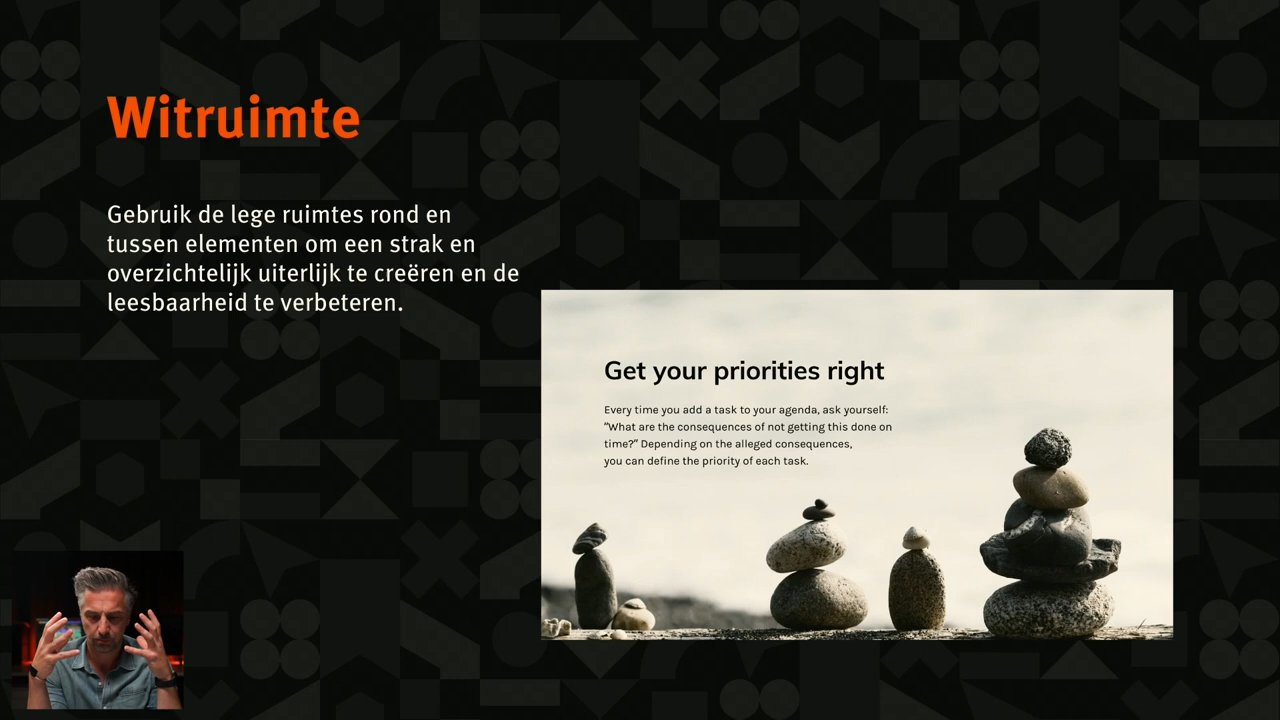 Witruimte
Gebruik de lege ruimtes rond en
tussen elementen om een strak en
overzichtelijk uiterlijk te creëren en de
leesbaarheid te verbeteren.
Get your priorities right
Every time you add a task to your agenda, ask yourself:
"What are the consequences of not getting this done on
time?" Depending on the alleged consequences,
you can define the priority of each task.